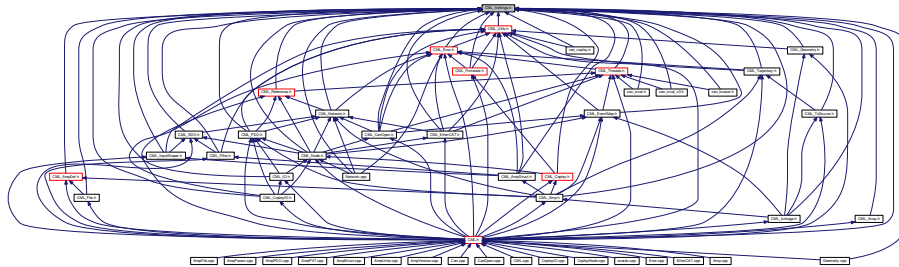 CML_Settings.h
CML_Utils.h
can_copley.h
CML_Geometry.h
CML_Error.h
CML_Firmware.h
CML_Threads.h
CML_Trajectory.h
CML_Reference.h
can_ixxat.h
can_ixxat_v3.h
can_kvaser.h
CML_Network.h
CML_EventMap.h
CML_TrjSource.h
CML_SDO.h
CML_PDO.h
CML_CanOpen.h
CML_EtherCAT.h
CML_InputShaper.h
CML_Filter.h
CML_Node.h
CML_AmpDef.h
CML_IO.h
Network.cpp
CML_AmpStruct.h
CML_Copley.h
CML_File.h
CML_CopleyIO.h
CML_Amp.h
CML_Linkage.h
CML_Array.h
CML.h
AmpFile.cpp
AmpParam.cpp
AmpPDO.cpp
AmpPVT.cpp
AmpStruct.cpp
AmpUnits.cpp
AmpVersion.cpp
Can.cpp
CanOpen.cpp
CML.cpp
CopleyIO.cpp
CopleyNode.cpp
ecatdc.cpp
Error.cpp
EtherCAT.cpp
Amp.cpp
Geometry.cpp